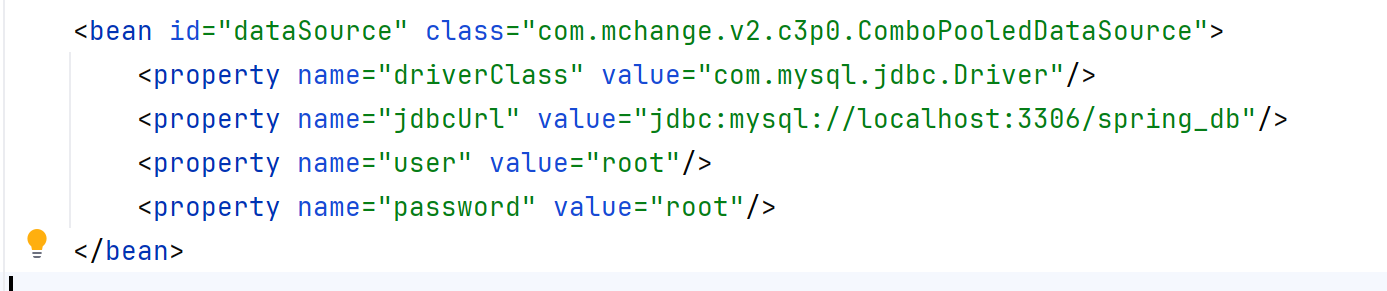 <bean id="dataSource" class="com.mchange.v2.c3p0.ComboPooledDataSource">
<property name="driverClass" value="com.mysql.jdbc.Driver"/>
<property name="jdbcUrl" value="jdbc:mysql://localhost:3306/spring_db"/>
<property name="user" value="root"/>
<property name="password" value="root"/>
</bean>